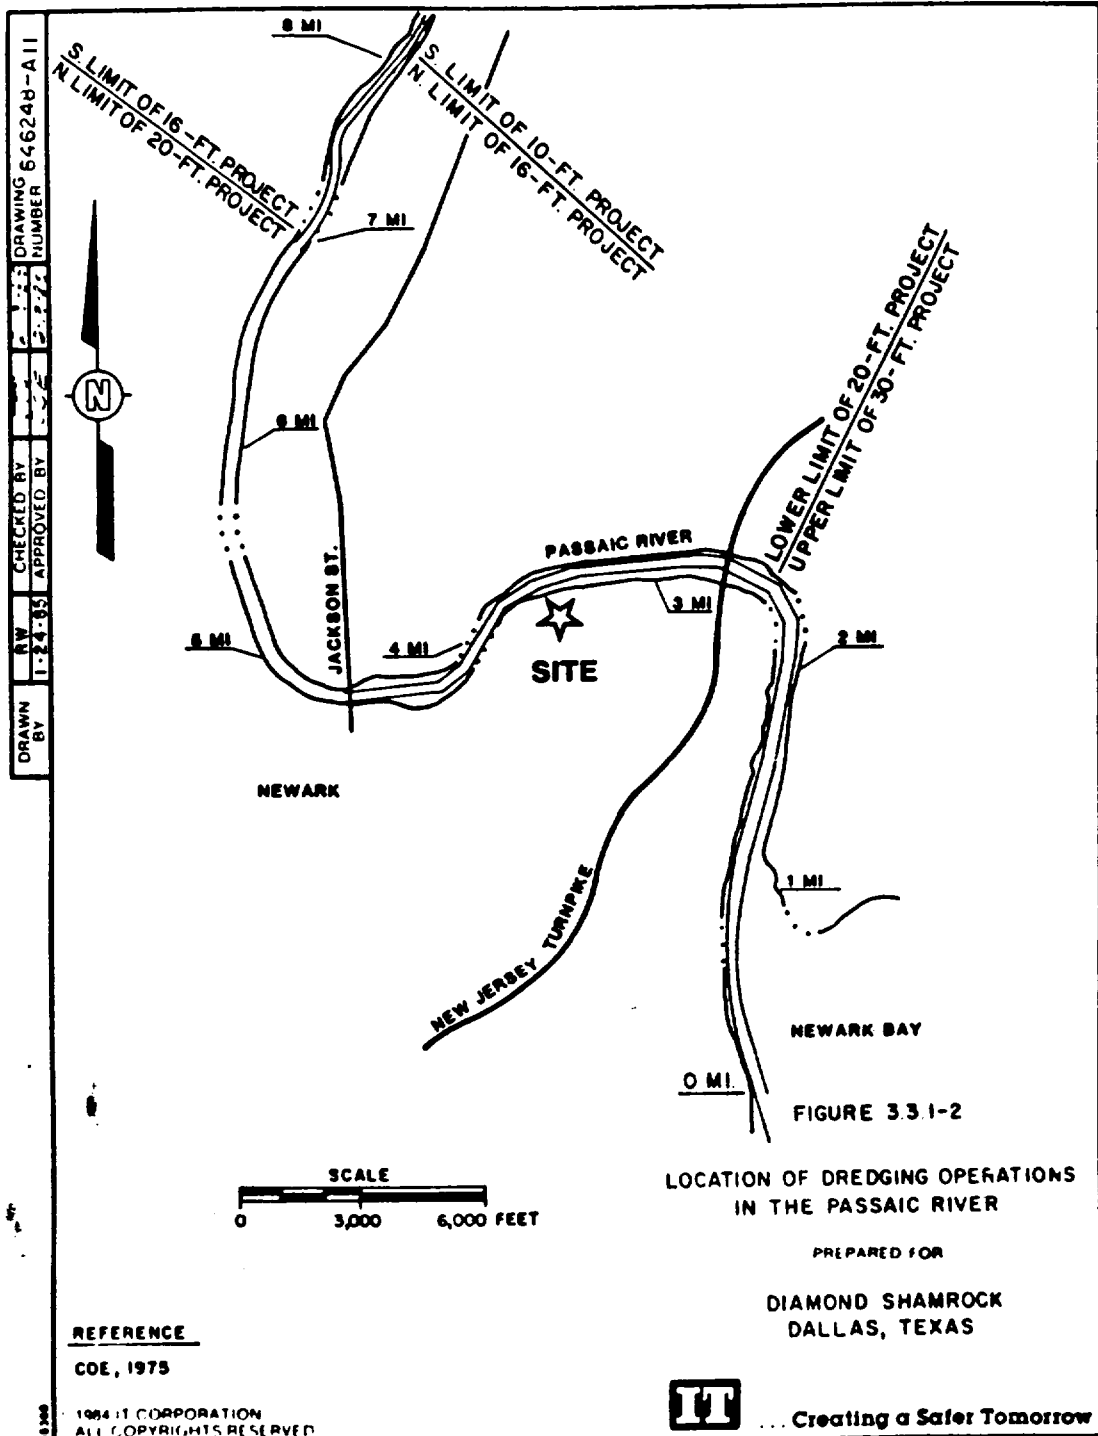 8 MI
S. LIMIT OF 16-FT. PROJECT
N. LIMIT OF 20-FT. PROJECT
S. LIMIT OF 10-FT. PROJECT
N. LIMIT OF 16-FT. PROJECT
7 MI
LOWER LIMIT OF 20-FT. PROJECT
UPPER LIMIT OF 30-FT. PROJECT
N
6 MI
PASSAIC RIVER
JACKSON ST.
3 MI
5 MI
4 MI
2 MI
SITE
NEWARK
1 MI
NEW JERSEY TURNPIKE
NEWARK BAY
0 MI.
FIGURE 3.3.1-2
SCALE
0 3,000 6,000 FEET
LOCATION OF DREDGING OPERATIONS
IN THE PASSAIC RIVER
PREPARED FOR
DIAMOND SHAMROCK
DALLAS, TEXAS
REFERENCE
COE, 1975
1984 IT CORPORATION
ALL COPYRIGHTS RESERVED
IT
... Creating a Safer Tomorrow
DRAWING NUMBER 646248-A11
CHECKED BY
APPROVED BY
DRAWN BY
RW
1-24-85